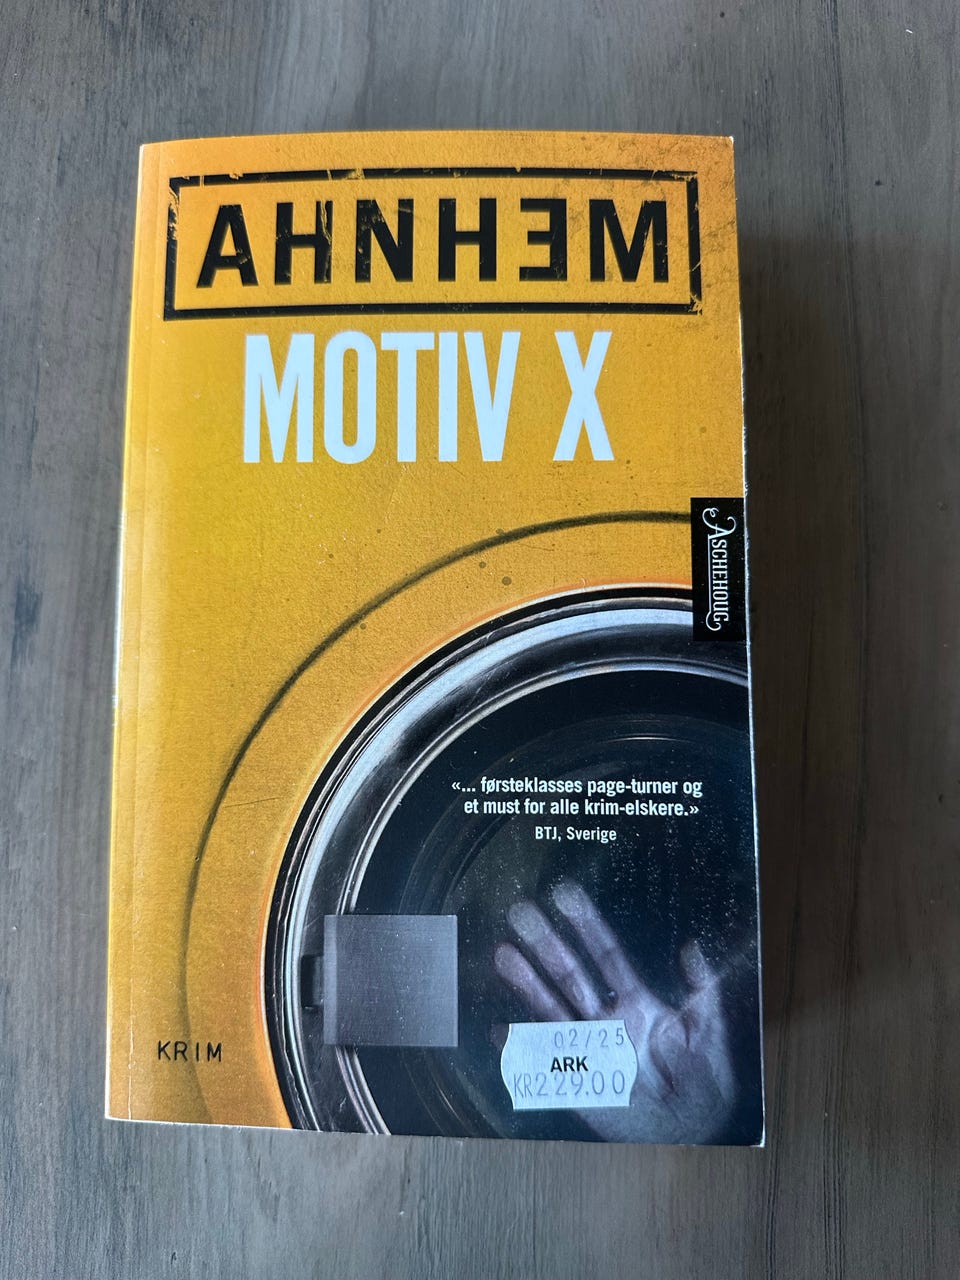 AHNHEM
MOTIV X
ASCHEHOUG
«... førsteklasses page-turner og
et must for alle krim-elskere.»
BTJ, Sverige
KRIM
02/25
ARK
KR229.00